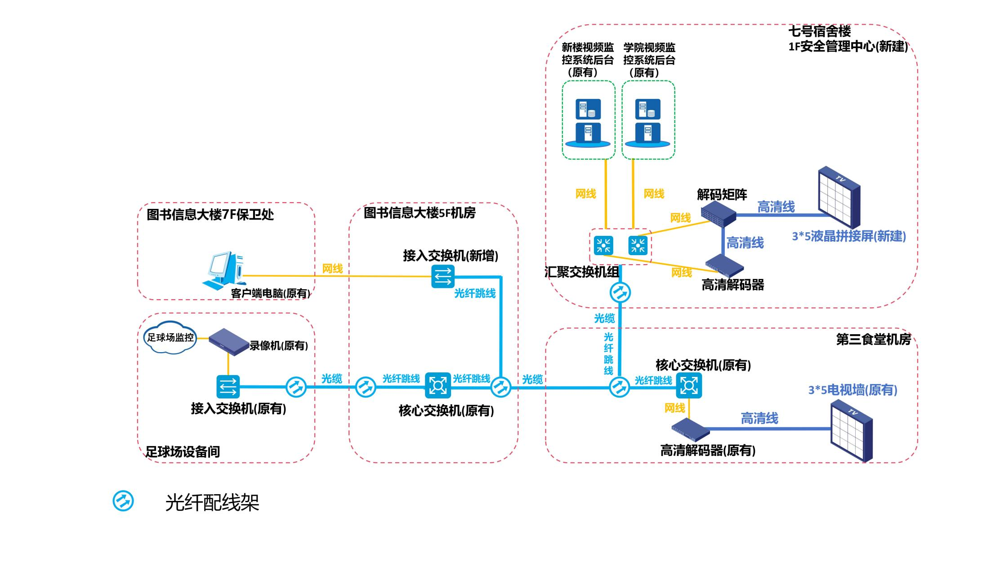 七号宿舍楼
1F安全管理中心(新建)
新楼视频监
控系统后台
（原有）
学院视频监
控系统后台
（原有）
TV
网线
网线
解码矩阵
高清线
网线
3*5液晶拼接屏(新建)
高清线
汇聚交换机组
网线
高清解码器
图书信息大楼7F保卫处
客户端电脑(原有)
网线
图书信息大楼5F机房
接入交换机(新增)
光纤跳线
光缆
足球场监控
录像机(原有)
接入交换机(原有)
足球场设备间
光缆
光纤跳线
光纤跳线
核心交换机(原有)
光缆
第三食堂机房
光
纤
跳
线
核心交换机(原有)
光纤跳线
网线
3*5电视墙(原有)
TV
高清线
高清解码器(原有)
光纤配线架